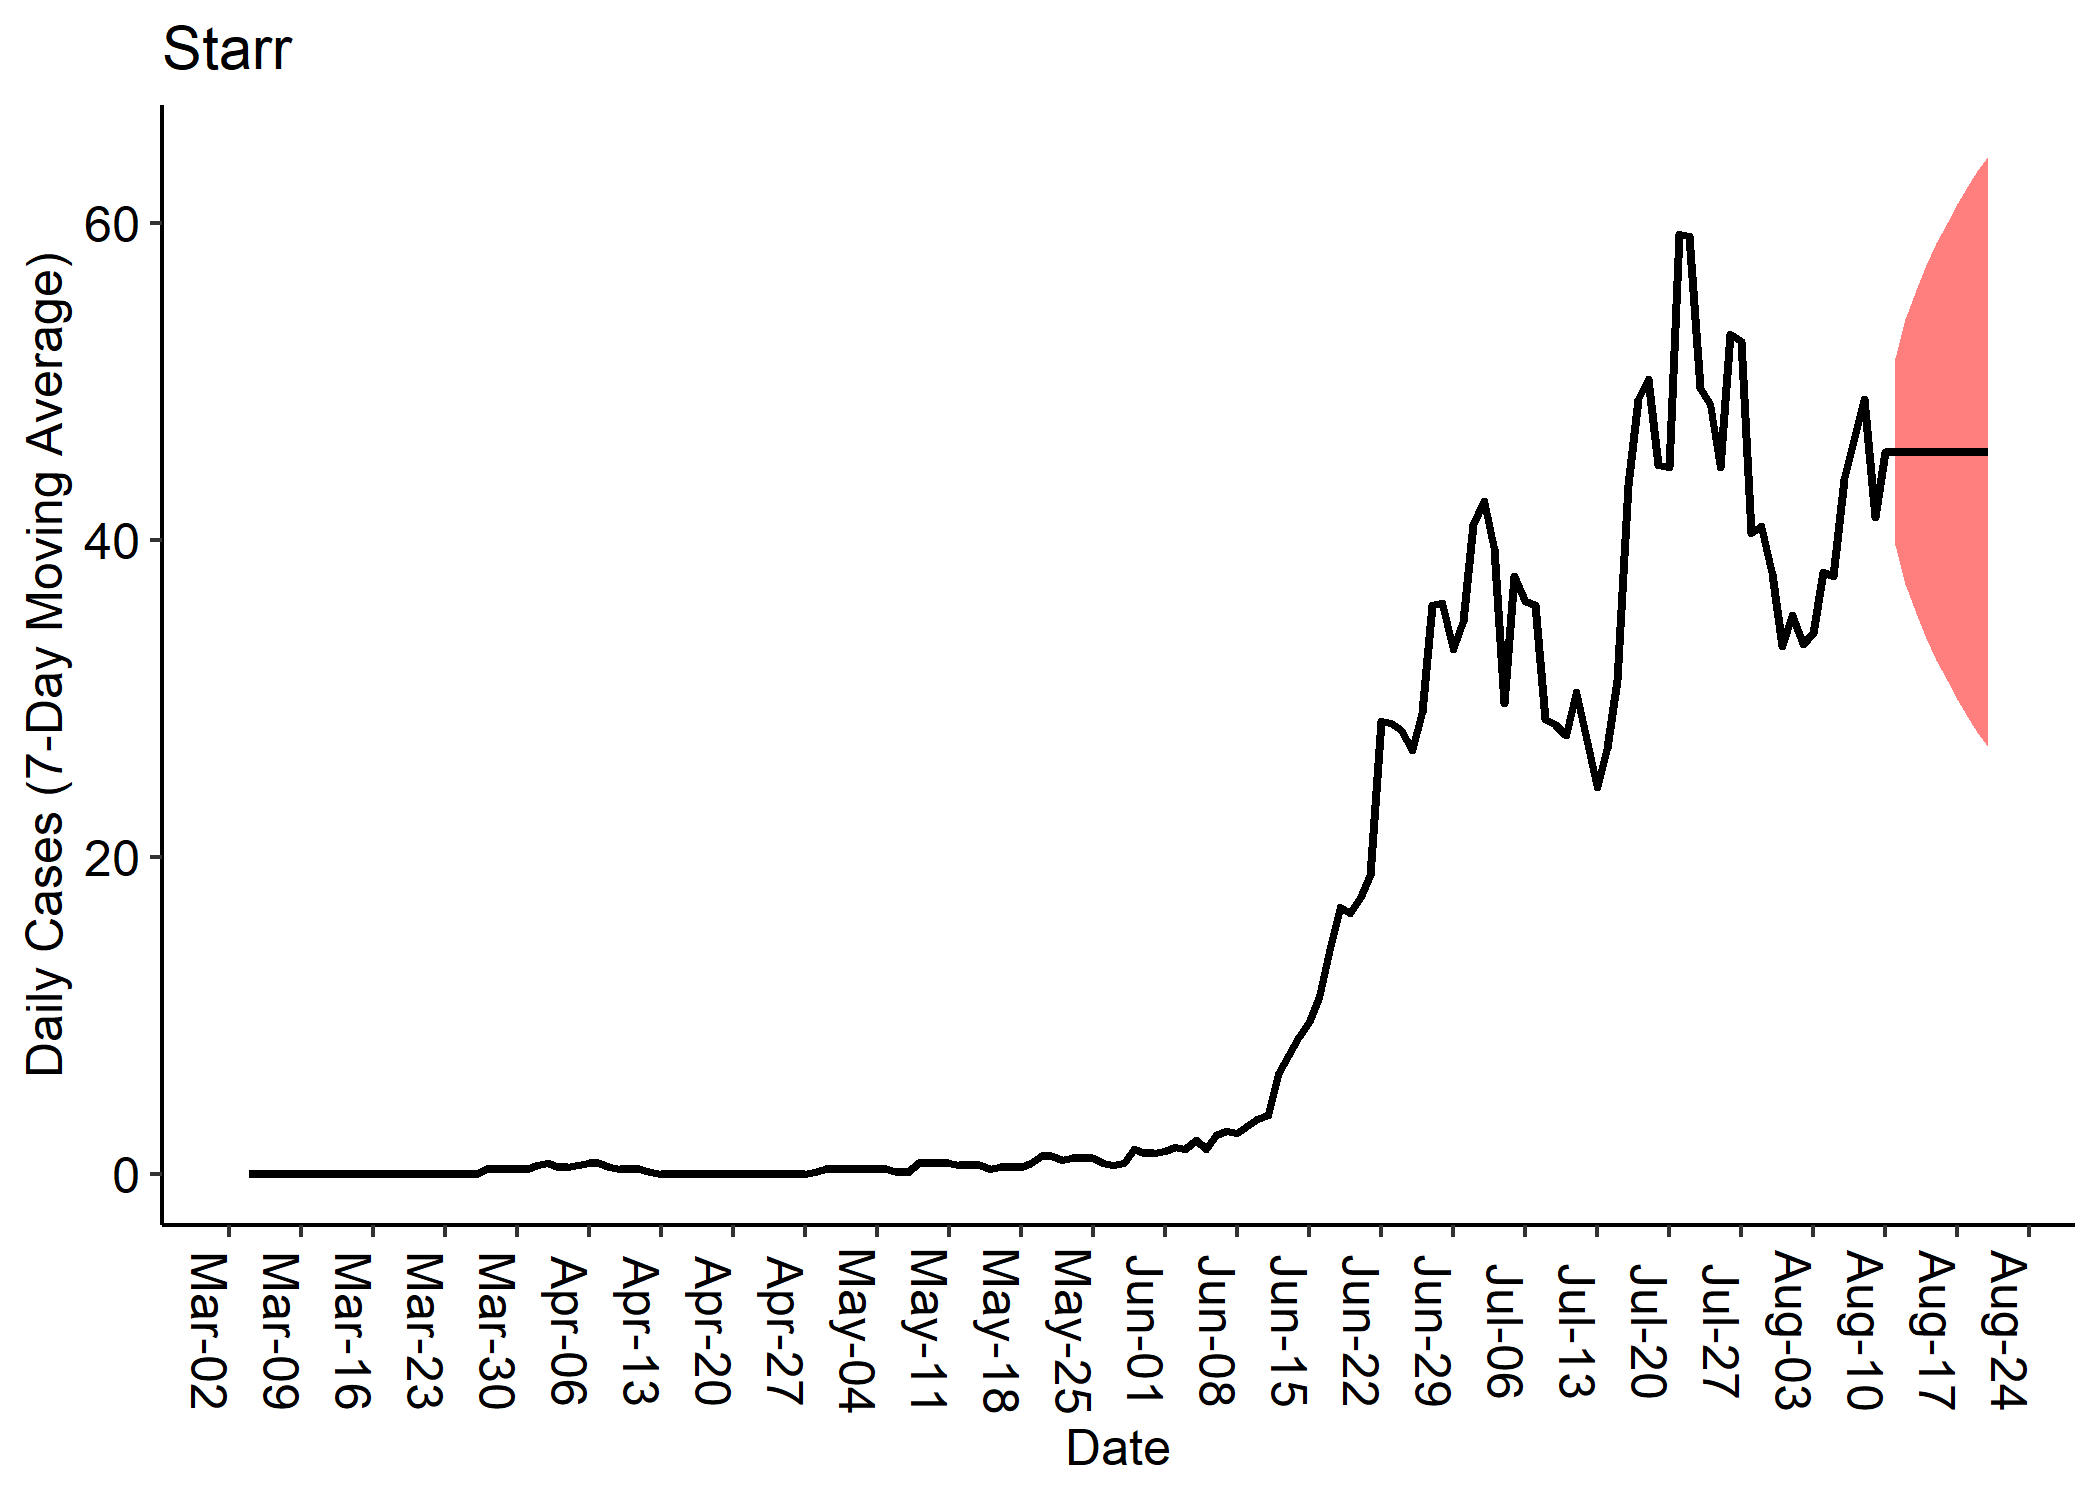 Starr
Daily Cases (7-Day Moving Average)
60
40
20
0
Mar-02
Mar-09
Mar-16
Mar-23
Mar-30
Apr-06
Apr-13
Apr-20
Apr-27
May-04
May-11
May-18
May-25
Jun-01
Jun-08
Jun-15
Jun-22
Jun-29
Jul-06
Jul-13
Jul-20
Jul-27
Aug-03
Aug-10
Aug-17
Aug-24
Date